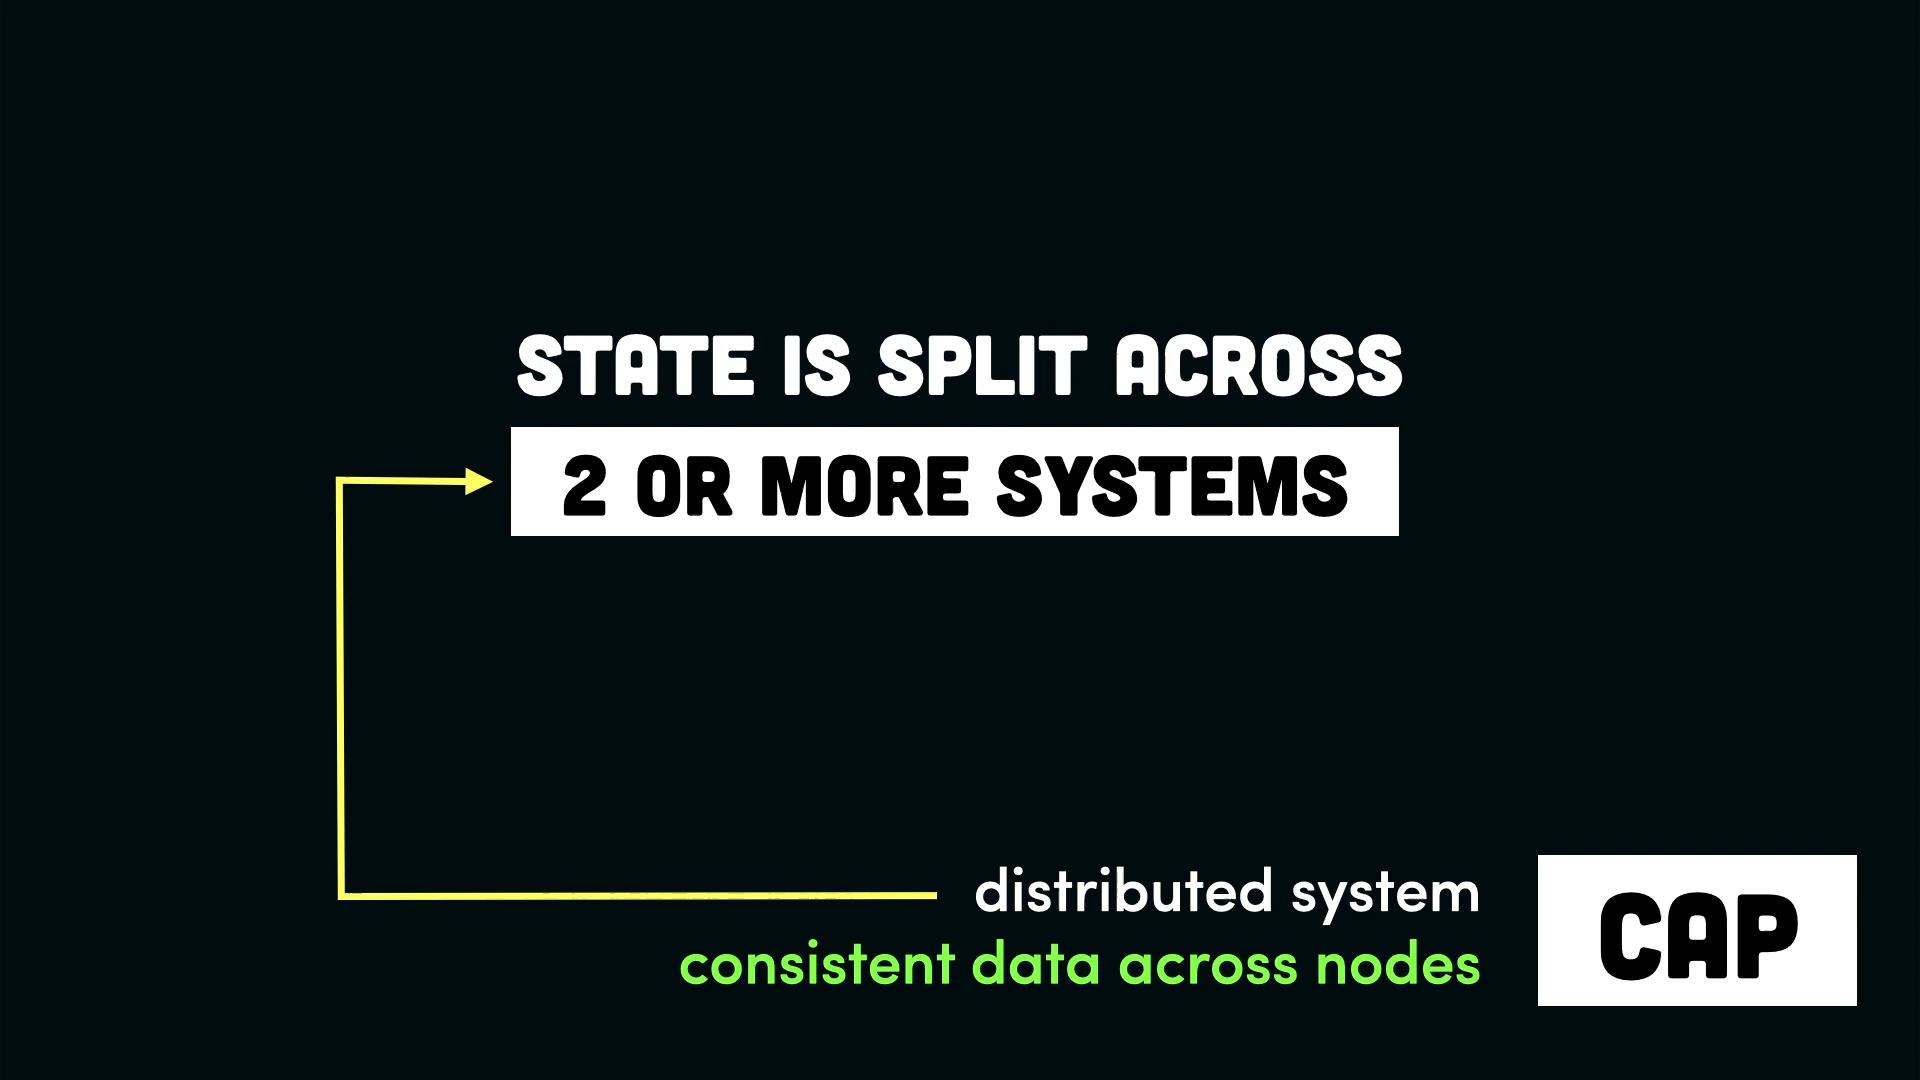 STATE IS SPLIT ACROSS
2 OR MORE SYSTEMS
distributed system
consistent data across nodes
CAP